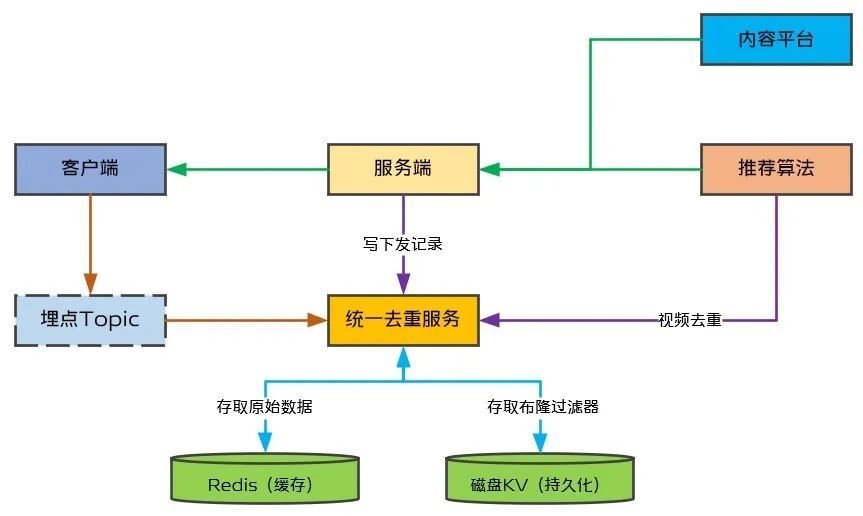 内容平台
客户端
服务端
推荐算法
写下发记录
埋点Topic
统一去重服务
视频去重
存取原始数据
存取布隆过滤器
Redis（缓存）
磁盘KV（持久化）